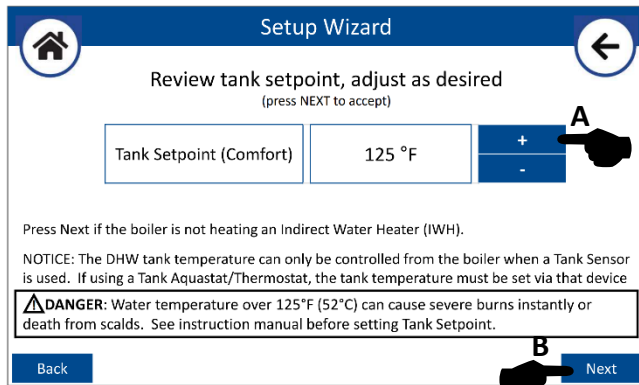 Setup Wizard
Review tank setpoint, adjust as desired
(press NEXT to accept)
A
Tank Setpoint (Comfort)
125 °F
+
-
Press Next if the boiler is not heating an Indirect Water Heater (IWH).
NOTICE: The DHW tank temperature can only be controlled from the boiler when a Tank Sensor
is used. If using a Tank Aquastat/Thermostat, the tank temperature must be set via that device
⚠DANGER: Water temperature over 125°F (52°C) can cause severe burns instantly or
death from scalds. See instruction manual before setting Tank Setpoint.
B
Back
Next